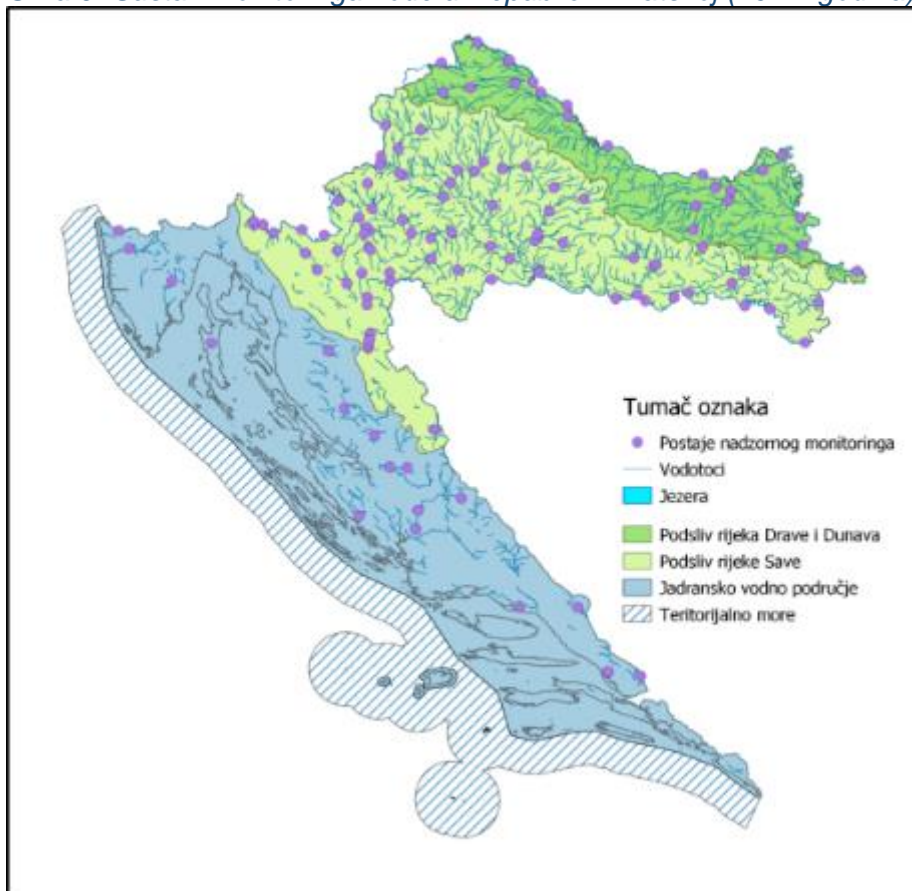 Tumač oznaka
Postaje nadzornog monitoringa
Vodotoci
Jezera
Podsliv rijeka Drave i Dunava
Podsliv rijeke Save
Jadransko vodno područje
Teritorijalno more